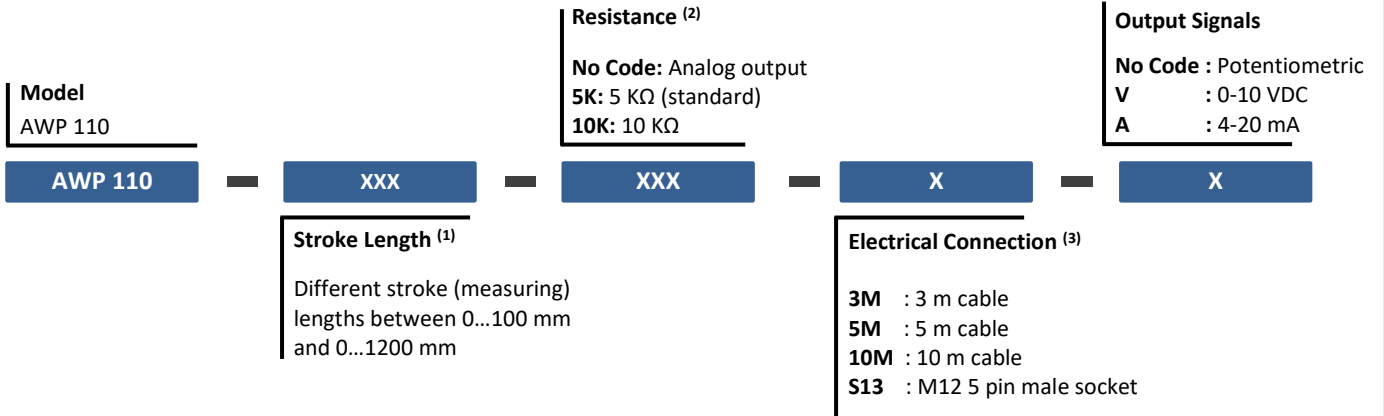 Resistance (2)
No Code: Analog output
5K: 5 KΩ (standard)
10K: 10 KΩ
Output Signals
No Code : Potentiometric
V : 0-10 VDC
A : 4-20 mA
Model
AWP 110
AWP 110 - XXX - XXX - X - X
Stroke Length (1)
Different stroke (measuring)
lengths between 0...100 mm
and 0...1200 mm
Electrical Connection (3)
3M : 3 m cable
5M : 5 m cable
10M : 10 m cable
S13 : M12 5 pin male socket